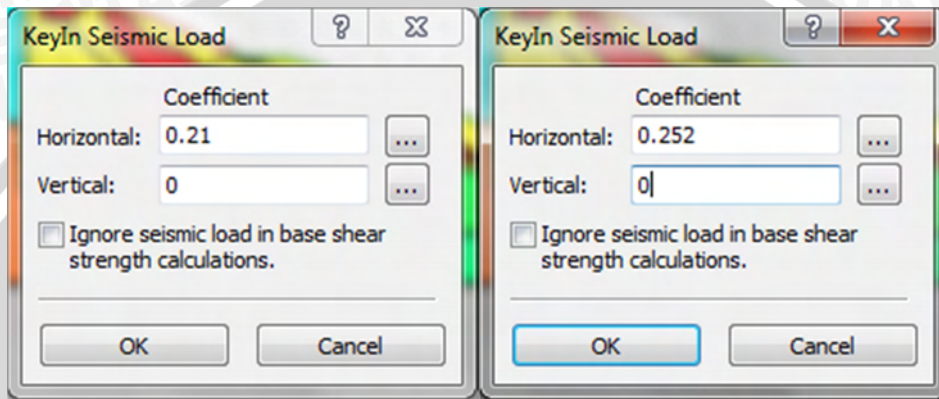 KeyIn Seismic Load
Coefficient
Horizontal: 0.21 ...
Vertical: 0 ...
Ignore seismic load in base shear
strength calculations.
OK Cancel
KeyIn Seismic Load
Coefficient
Horizontal: 0.252 ...
Vertical: 0 ...
Ignore seismic load in base shear
strength calculations.
OK Cancel